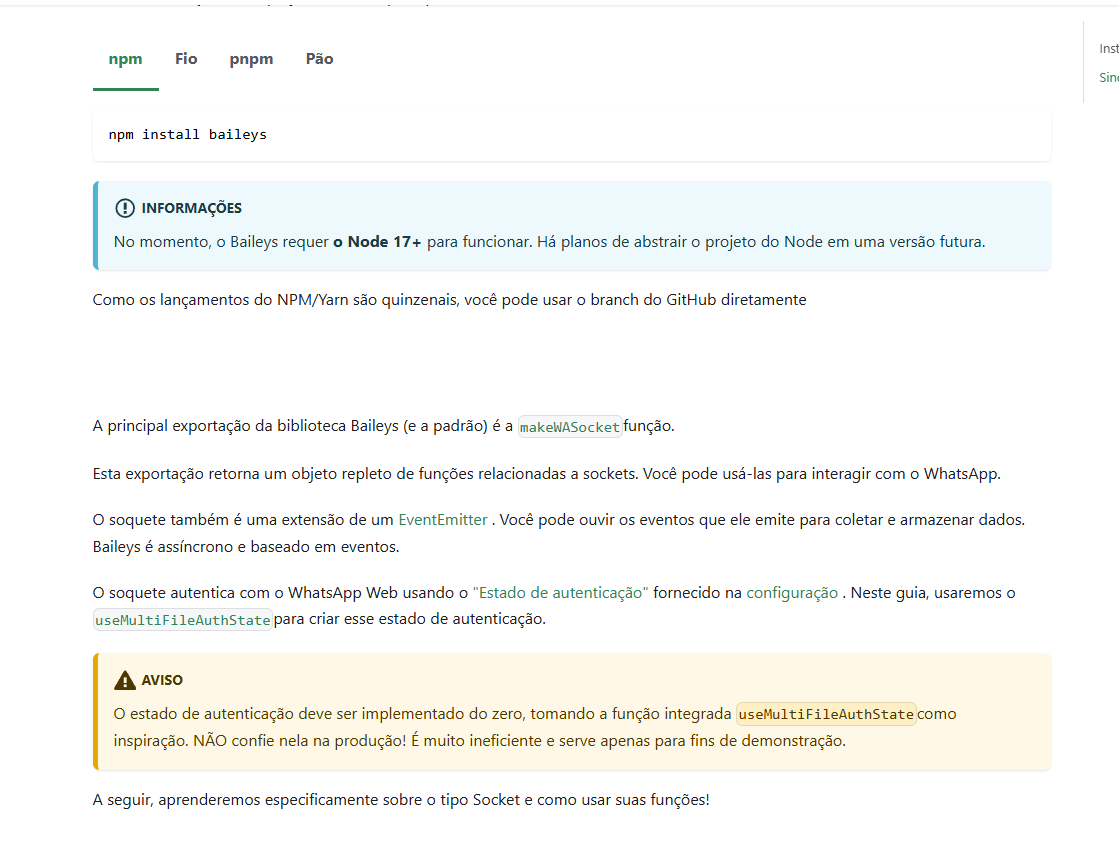 npm Fio pnpm Pão
Inst
Sinc
npm install baileys
INFORMAÇÕES
No momento, o Baileys requer o Node 17+ para funcionar. Há planos de abstrair o projeto do Node em uma versão futura.
Como os lançamentos do NPM/Yarn são quinzenais, você pode usar o branch do GitHub diretamente
A principal exportação da biblioteca Baileys (e a padrão) é a makeWASocket função.
Esta exportação retorna um objeto repleto de funções relacionadas a sockets. Você pode usá-las para interagir com o WhatsApp.
O soquete também é uma extensão de um EventEmitter . Você pode ouvir os eventos que ele emite para coletar e armazenar dados.
Baileys é assíncrono e baseado em eventos.
O soquete autentica com o WhatsApp Web usando o "Estado de autenticação" fornecido na configuração . Neste guia, usaremos o
useMultiFileAuthState para criar esse estado de autenticação.
AVISO
O estado de autenticação deve ser implementado do zero, tomando a função integrada useMultiFileAuthState como
inspiração. NÃO confie nela na produção! É muito ineficiente e serve apenas para fins de demonstração.
A seguir, aprenderemos especificamente sobre o tipo Socket e como usar suas funções!